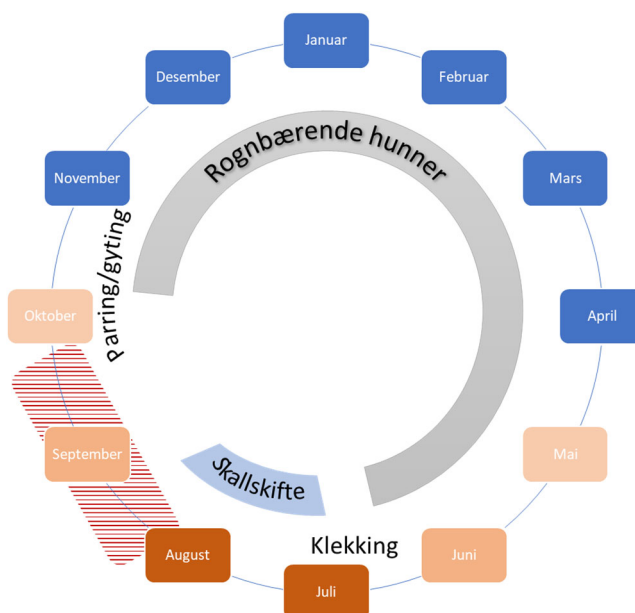 Januar
Februar
Mars
April
Mai
Juni
Juli
August
September
Oktober
November
Desember
Rognbærende hunner
Parring/gyting
Skallskifte
Klekking